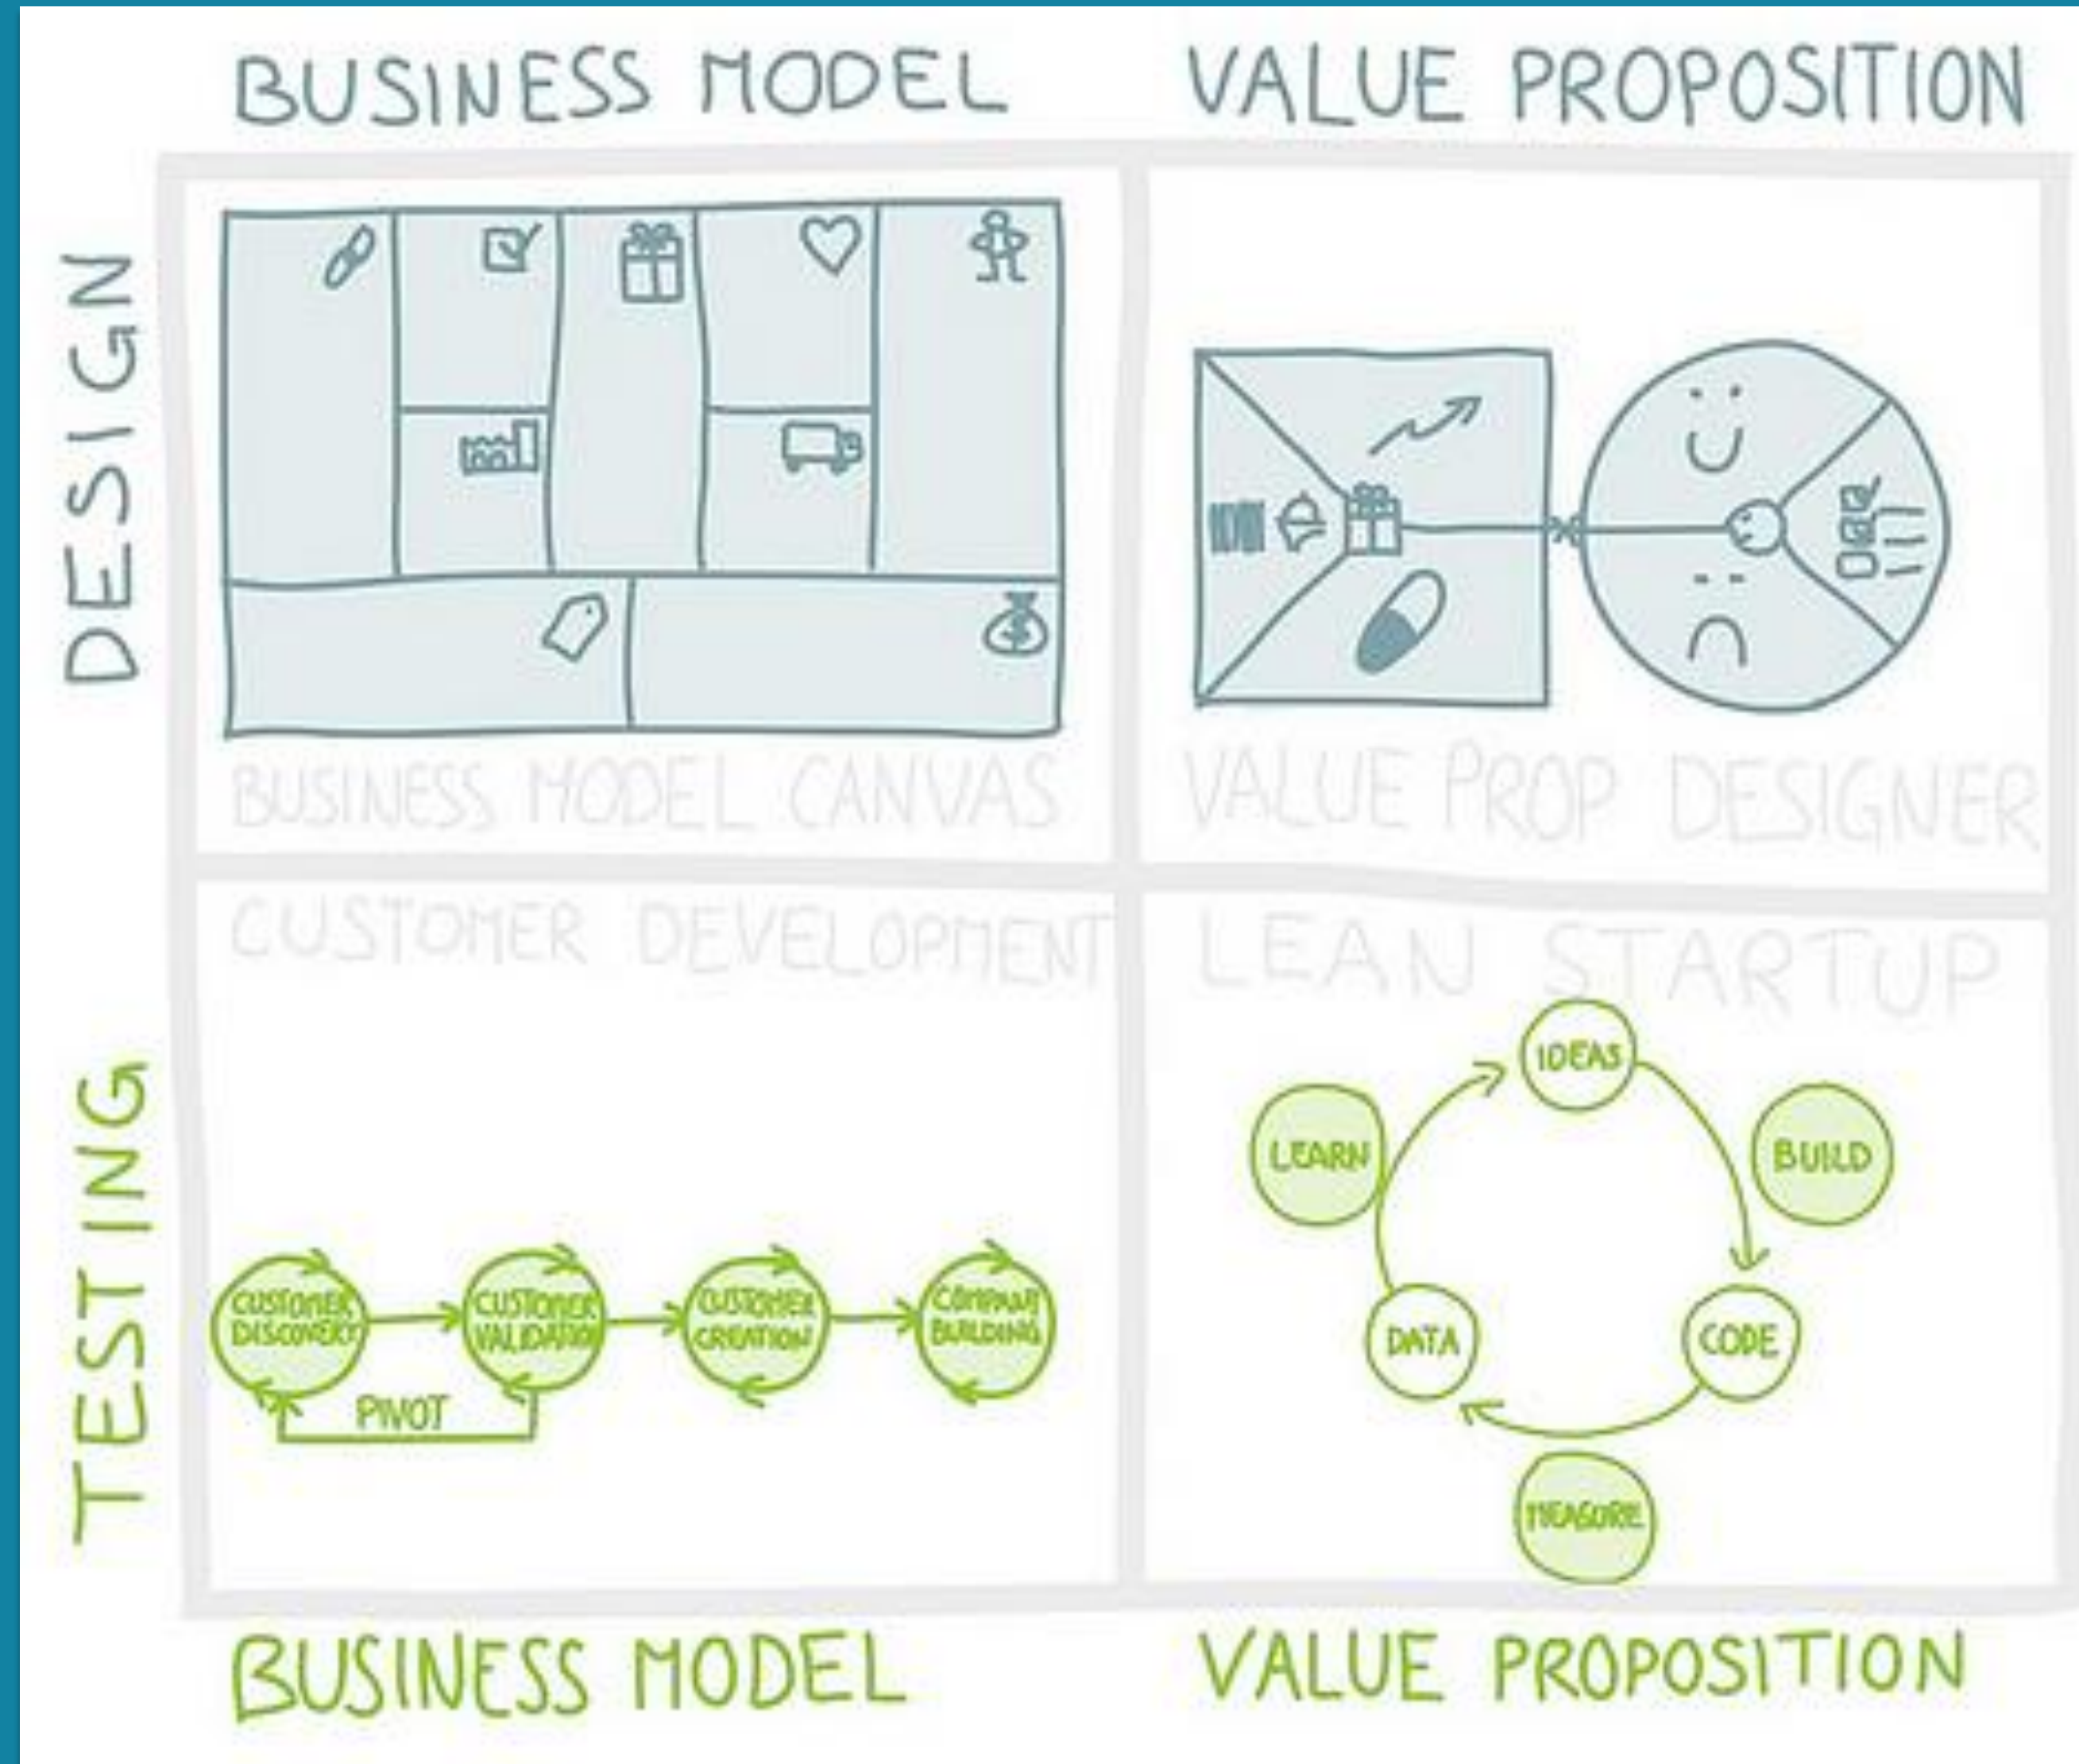 BUSINESS MODEL
VALUE PROPOSITION
DESIGN
BUSINESS MODEL CANVAS
VALUE PROP DESIGNER
CUSTOMER DEVELOPMENT
LEAN STARTUP
TESTING
CUSTOMER
DISCOVERY
CUSTOMER
VALIDATION
CUSTOMER
CREATION
COMPANY
BUILDING
PIVOT
IDEAS
LEARN
BUILD
DATA
CODE
MEASURE
BUSINESS MODEL
VALUE PROPOSITION